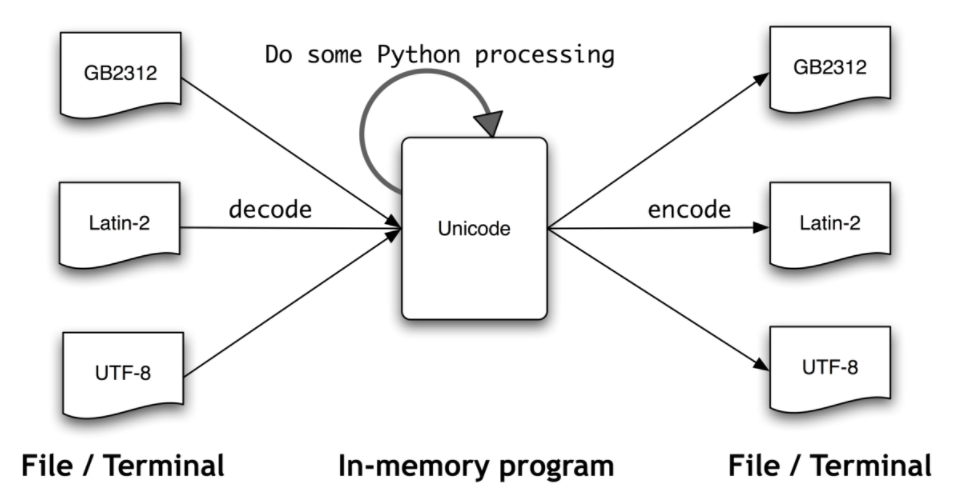 Do some Python processing
GB2312
GB2312
Latin-2
decode
Unicode
encode
Latin-2
UTF-8
UTF-8
File / Terminal
In-memory program
File / Terminal